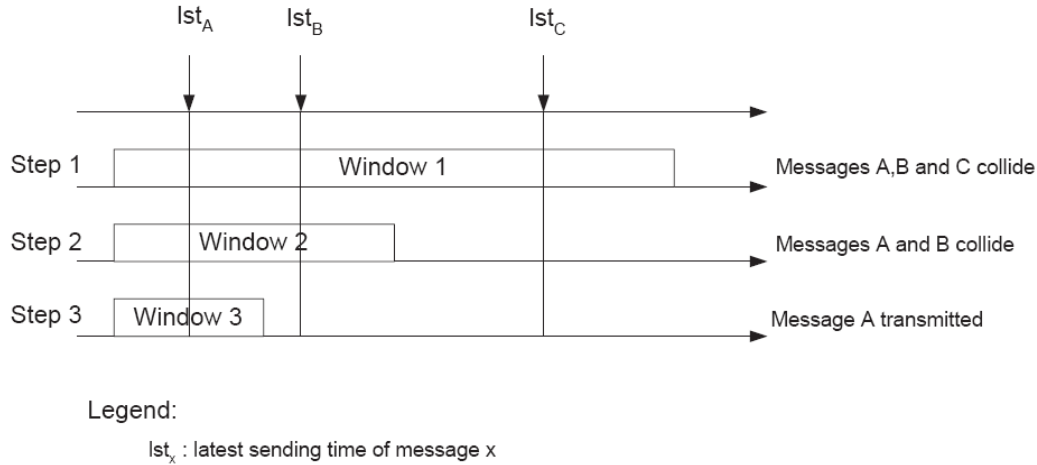 lst_A lst_B lst_C
Step 1 Window 1 Messages A,B and C collide
Step 2 Window 2 Messages A and B collide
Step 3 Window 3 Message A transmitted
Legend:
lst_x : latest sending time of message x